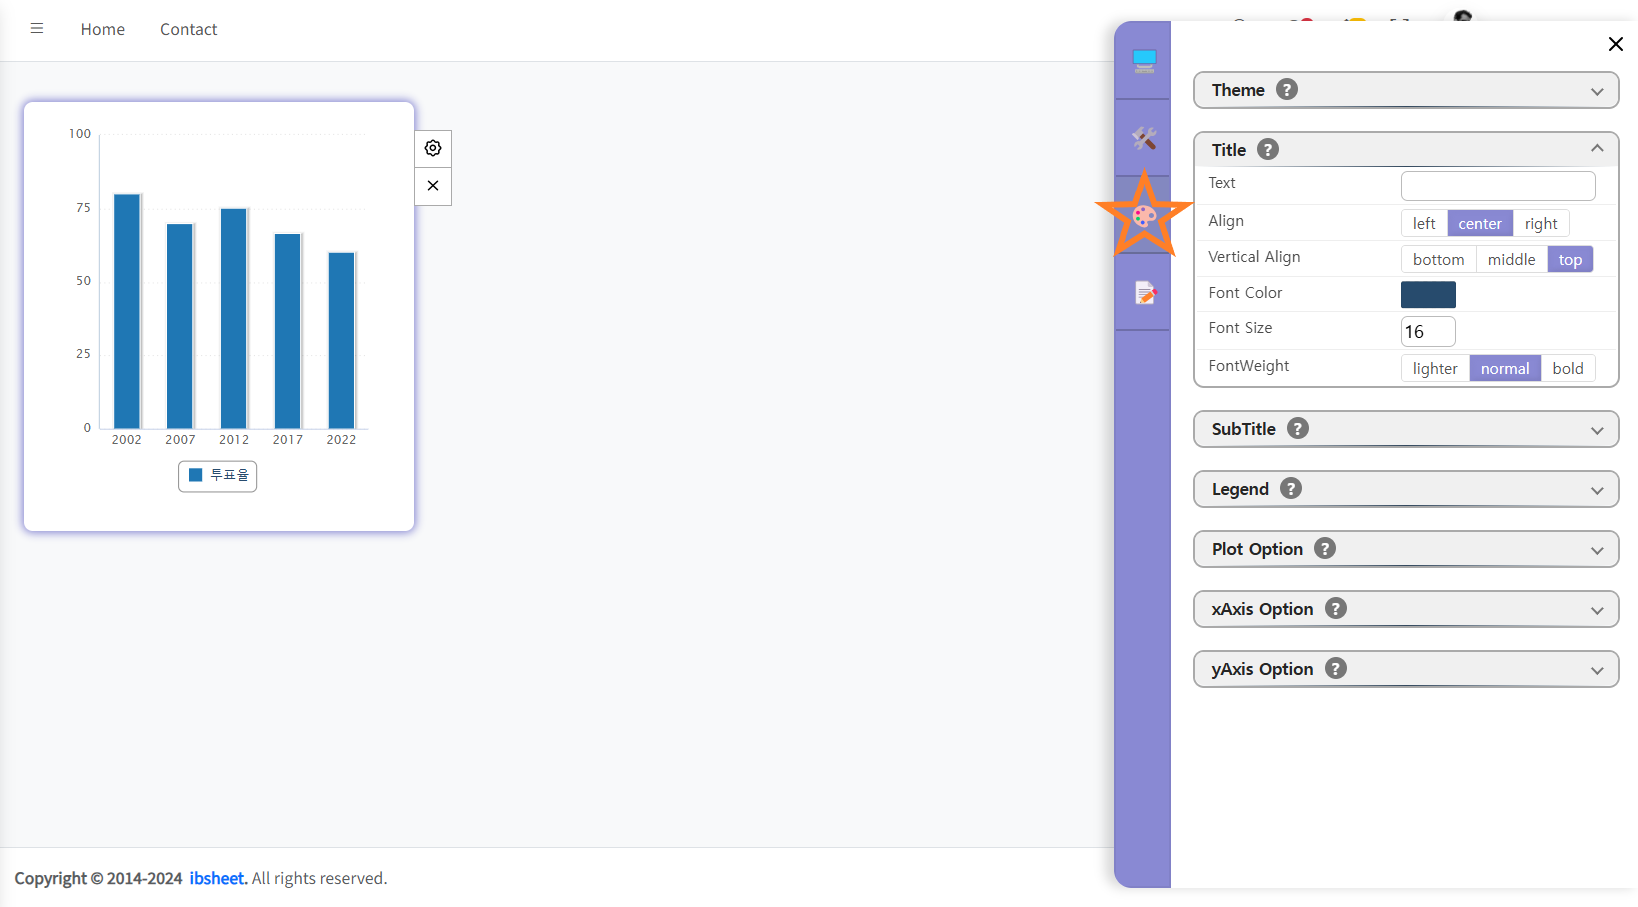 Home Contact
100
75
50
25
0
2002 2007 2012 2017 2022
투표율
Theme ?
Title ?
Text
Align left center right
Vertical Align bottom middle top
Font Color
Font Size 16
FontWeight lighter normal bold
SubTitle ?
Legend ?
Plot Option ?
xAxis Option ?
yAxis Option ?
Copyright © 2014-2024 ibsheet. All rights reserved.